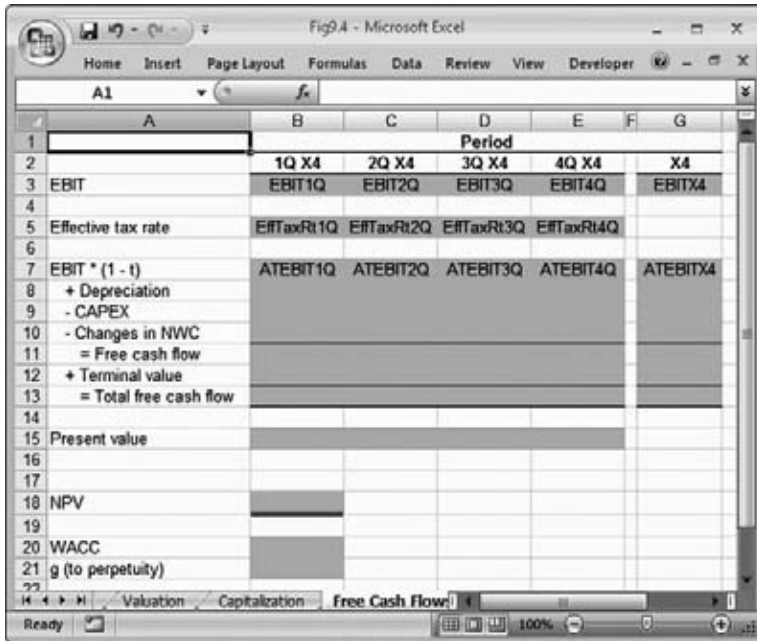 Fig9.4 - Microsoft Excel
Home Insert Page Layout Formulas Data Review View Developer
A1 fx
A B C D E F G
1 Period
2 1Q X4 2Q X4 3Q X4 4Q X4 X4
3 EBIT EBIT1Q EBIT2Q EBIT3Q EBIT4Q EBITX4
4
5 Effective tax rate EffTaxRt1Q EffTaxRt2Q EffTaxRt3Q EffTaxRt4Q
6
7 EBIT * (1 - t) ATEBIT1Q ATEBIT2Q ATEBIT3Q ATEBIT4Q ATEBITX4
8 + Depreciation
9 - CAPEX
10 - Changes in NWC
11 = Free cash flow
12 + Terminal value
13 = Total free cash flow
14
15 Present value
16
17
18 NPV
19
20 WACC
21 g (to perpetuity)
22
Valuation Capitalization Free Cash Flow
Ready 100%